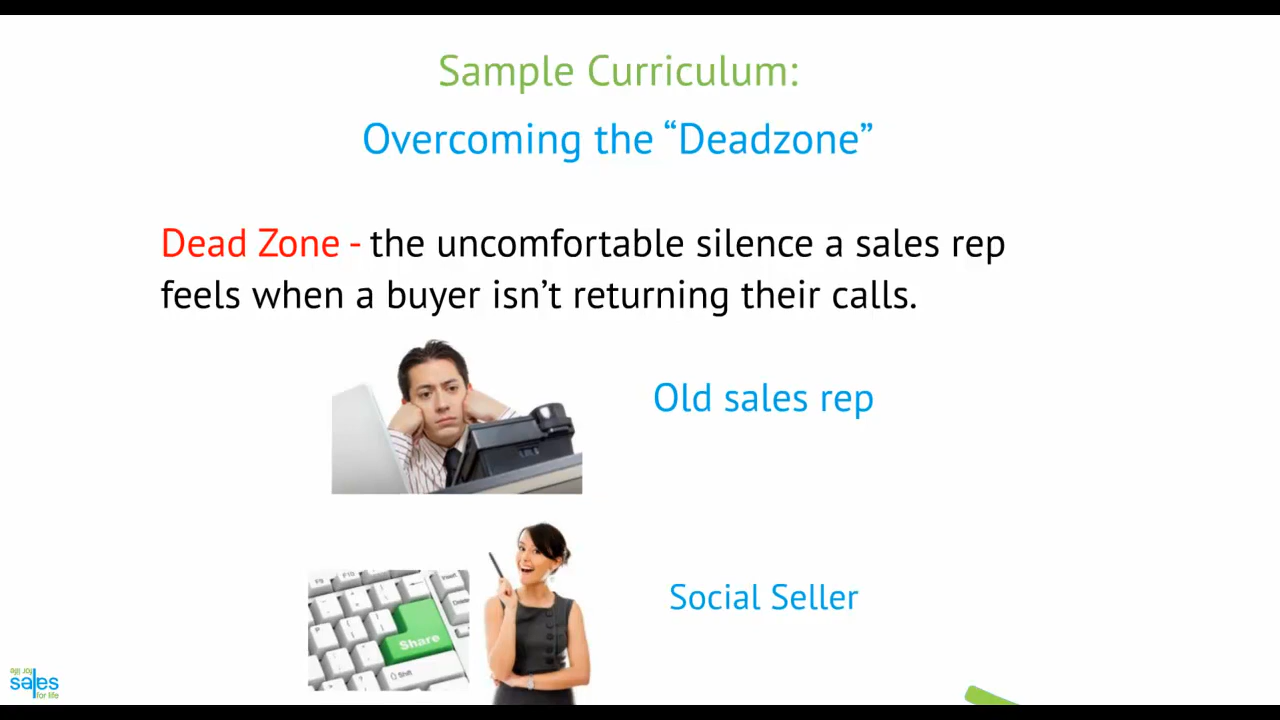 Sample Curriculum:
Overcoming the “Deadzone”
Dead Zone - the uncomfortable silence a sales rep
feels when a buyer isn’t returning their calls.
Old sales rep
Social Seller
Share
Shift
sales
for life